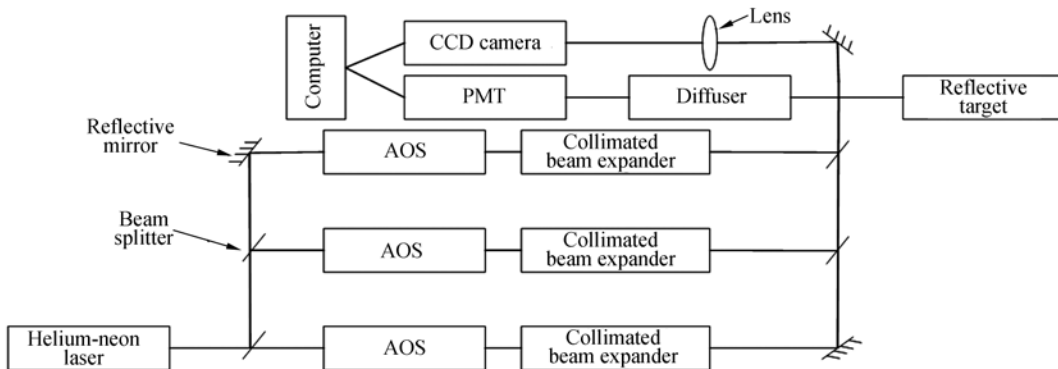 Lens
Computer
CCD camera
PMT
Diffuser
Reflective
target
Reflective
mirror
AOS
Collimated
beam expander
Beam
splitter
AOS
Collimated
beam expander
Helium-neon
laser
AOS
Collimated
beam expander